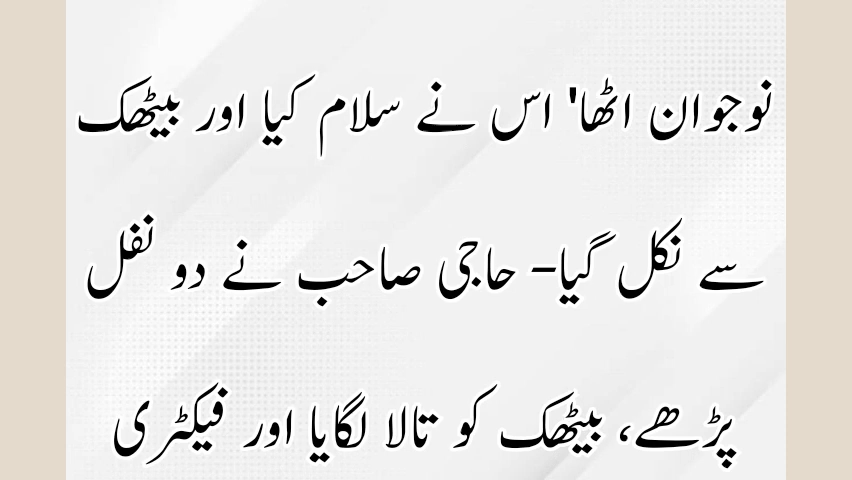 نوجوان اٹھا' اس نے سلام کیا اور بیٹھک
سے نکل گیا– حاجی صاحب نے دو نفل
پڑھے، بیٹھک کو تالا لگایا اور فیکٹری